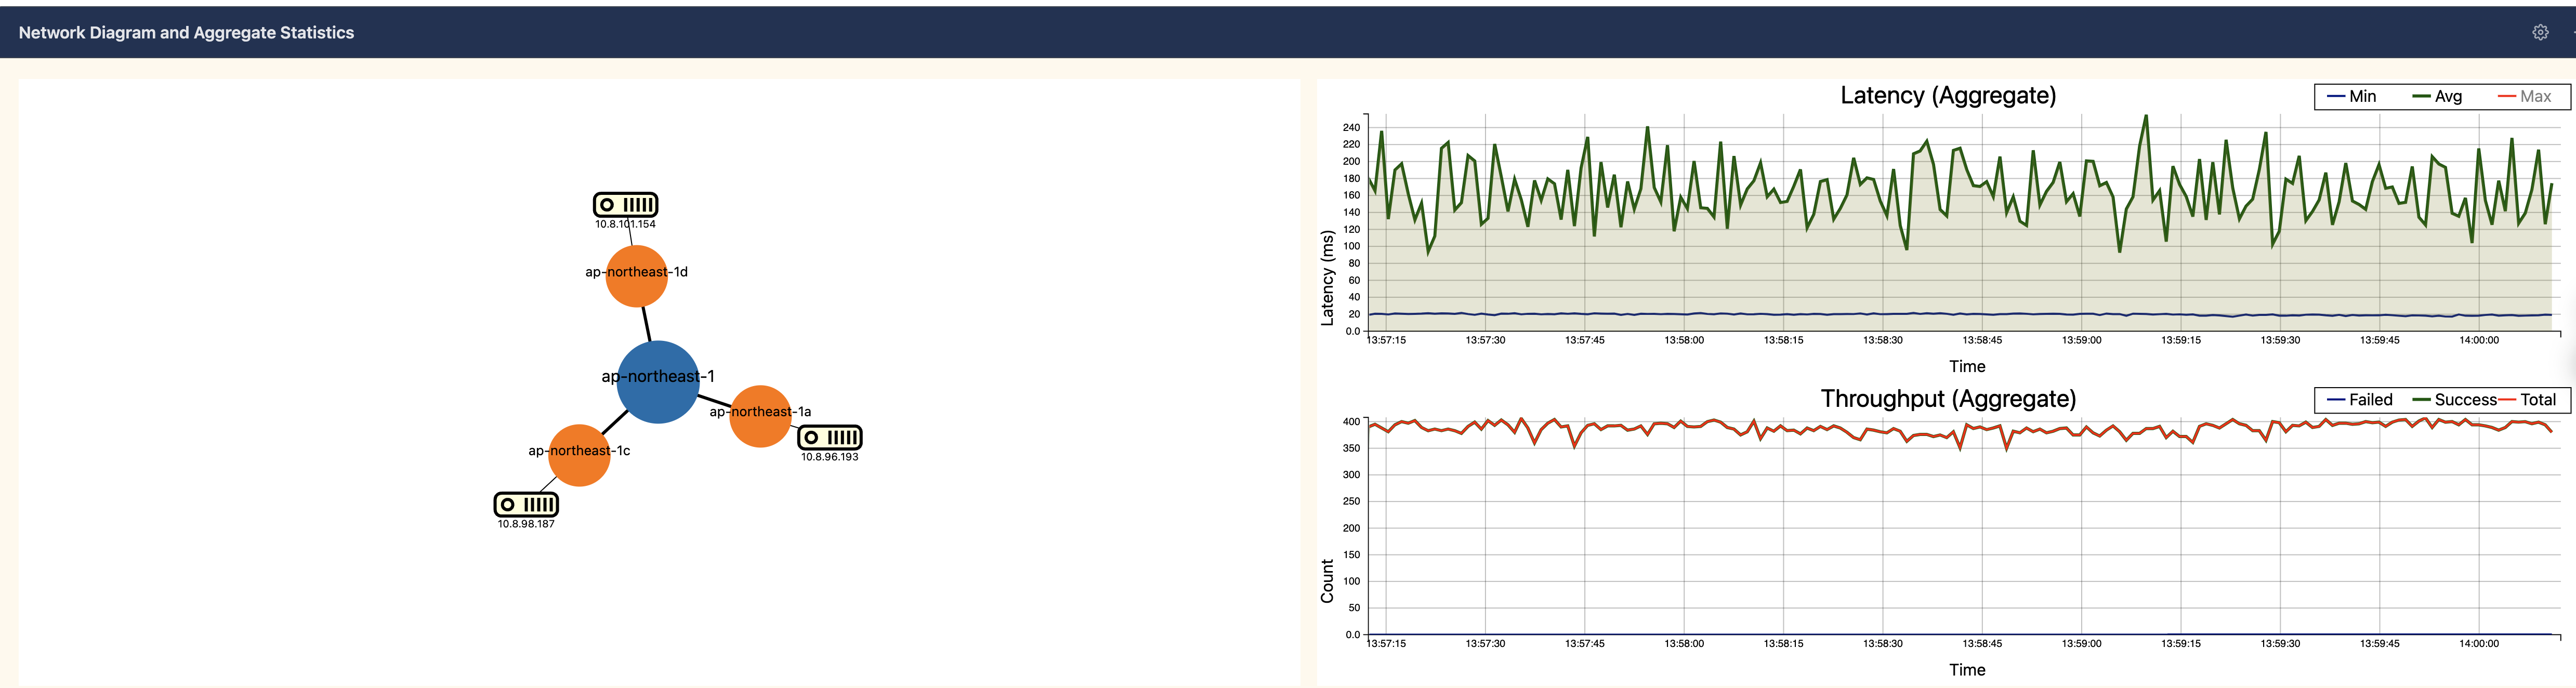 Network Diagram and Aggregate Statistics
10.8.101.154
ap-northeast-1d
ap-northeast-1
ap-northeast-1a
10.8.96.193
ap-northeast-1c
10.8.98.187
Latency (Aggregate)
Min Avg Max
Latency (ms)
240
220
200
180
160
140
120
100
80
60
40
20
0.0
13:57:15 13:57:30 13:57:45 13:58:00 13:58:15 13:58:30 13:58:45 13:59:00 13:59:15 13:59:30 13:59:45 14:00:00
Time
Throughput (Aggregate)
Failed Success Total
Count
400
350
300
250
200
150
100
50
0.0
13:57:15 13:57:30 13:57:45 13:58:00 13:58:15 13:58:30 13:58:45 13:59:00 13:59:15 13:59:30 13:59:45 14:00:00
Time